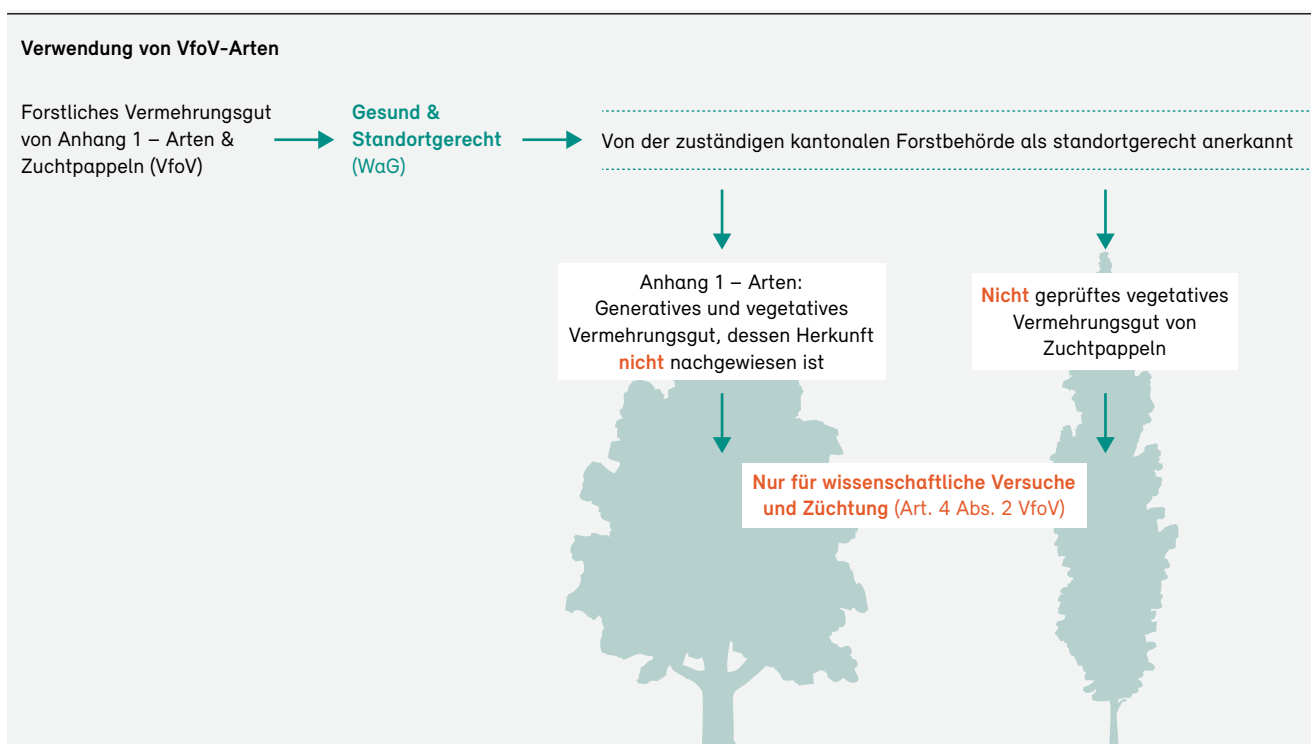 Verwendung von VfoV-Arten
Forstliches Vermehrungsgut
von Anhang 1 – Arten &
Zuchtpappeln (VfoV)
Gesund &
Standortgerecht
(WaG)
Von der zuständigen kantonalen Forstbehörde als standortgerecht anerkannt
Anhang 1 – Arten:
Generatives und vegetatives
Vermehrungsgut, dessen Herkunft
nicht nachgewiesen ist
Nicht geprüftes vegetatives
Vermehrungsgut von
Zuchtpappeln
Nur für wissenschaftliche Versuche
und Züchtung (Art. 4 Abs. 2 VfoV)